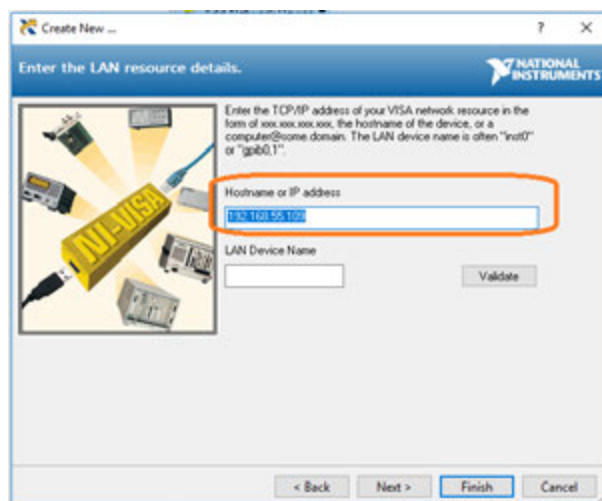 Create New ...
? ×
Enter the LAN resource details.
NATIONAL
INSTRUMENTS
Enter the TCP/IP address of your VISA network resource in the
form of xxx.xxx.xxx.xxx, the hostname of the device, or a
computer@some.domain. The LAN device name is often "inst0"
or "gpib0,1".
Hostname or IP address
192.168.55.109
LAN Device Name
Validate
NI-VISA
< Back
Next >
Finish
Cancel